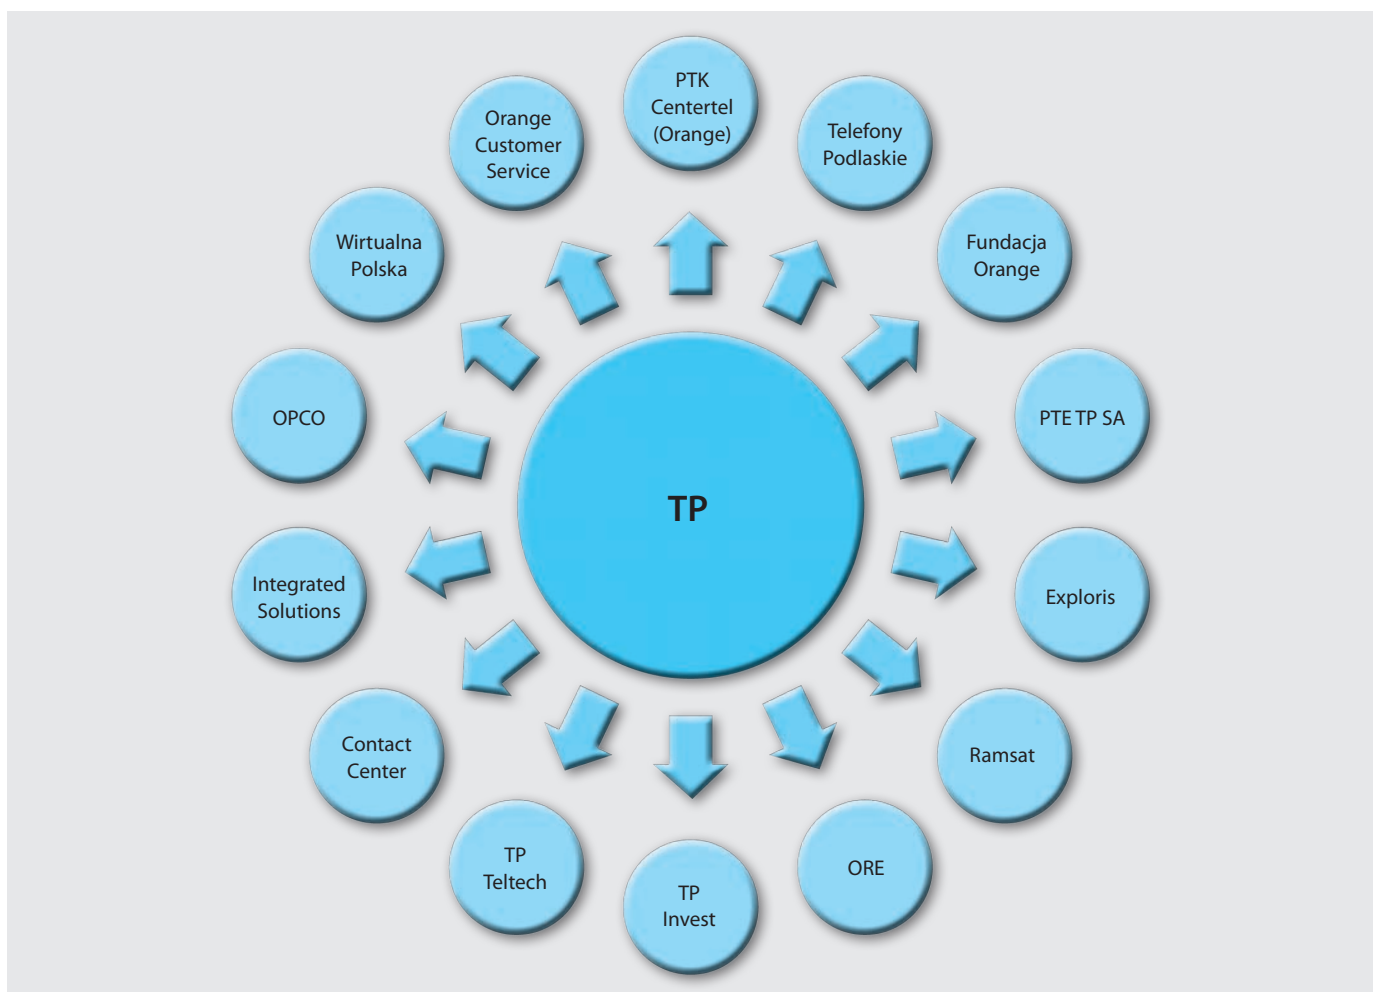 PTK
Centertel
(Orange)
Telefony
Podlaskie
Fundacja
Orange
PTE TP SA
Exploris
Ramsat
ORE
TP
Invest
TP
Teltech
Contact
Center
Integrated
Solutions
OPCO
Wirtualna
Polska
Orange
Customer
Service
TP